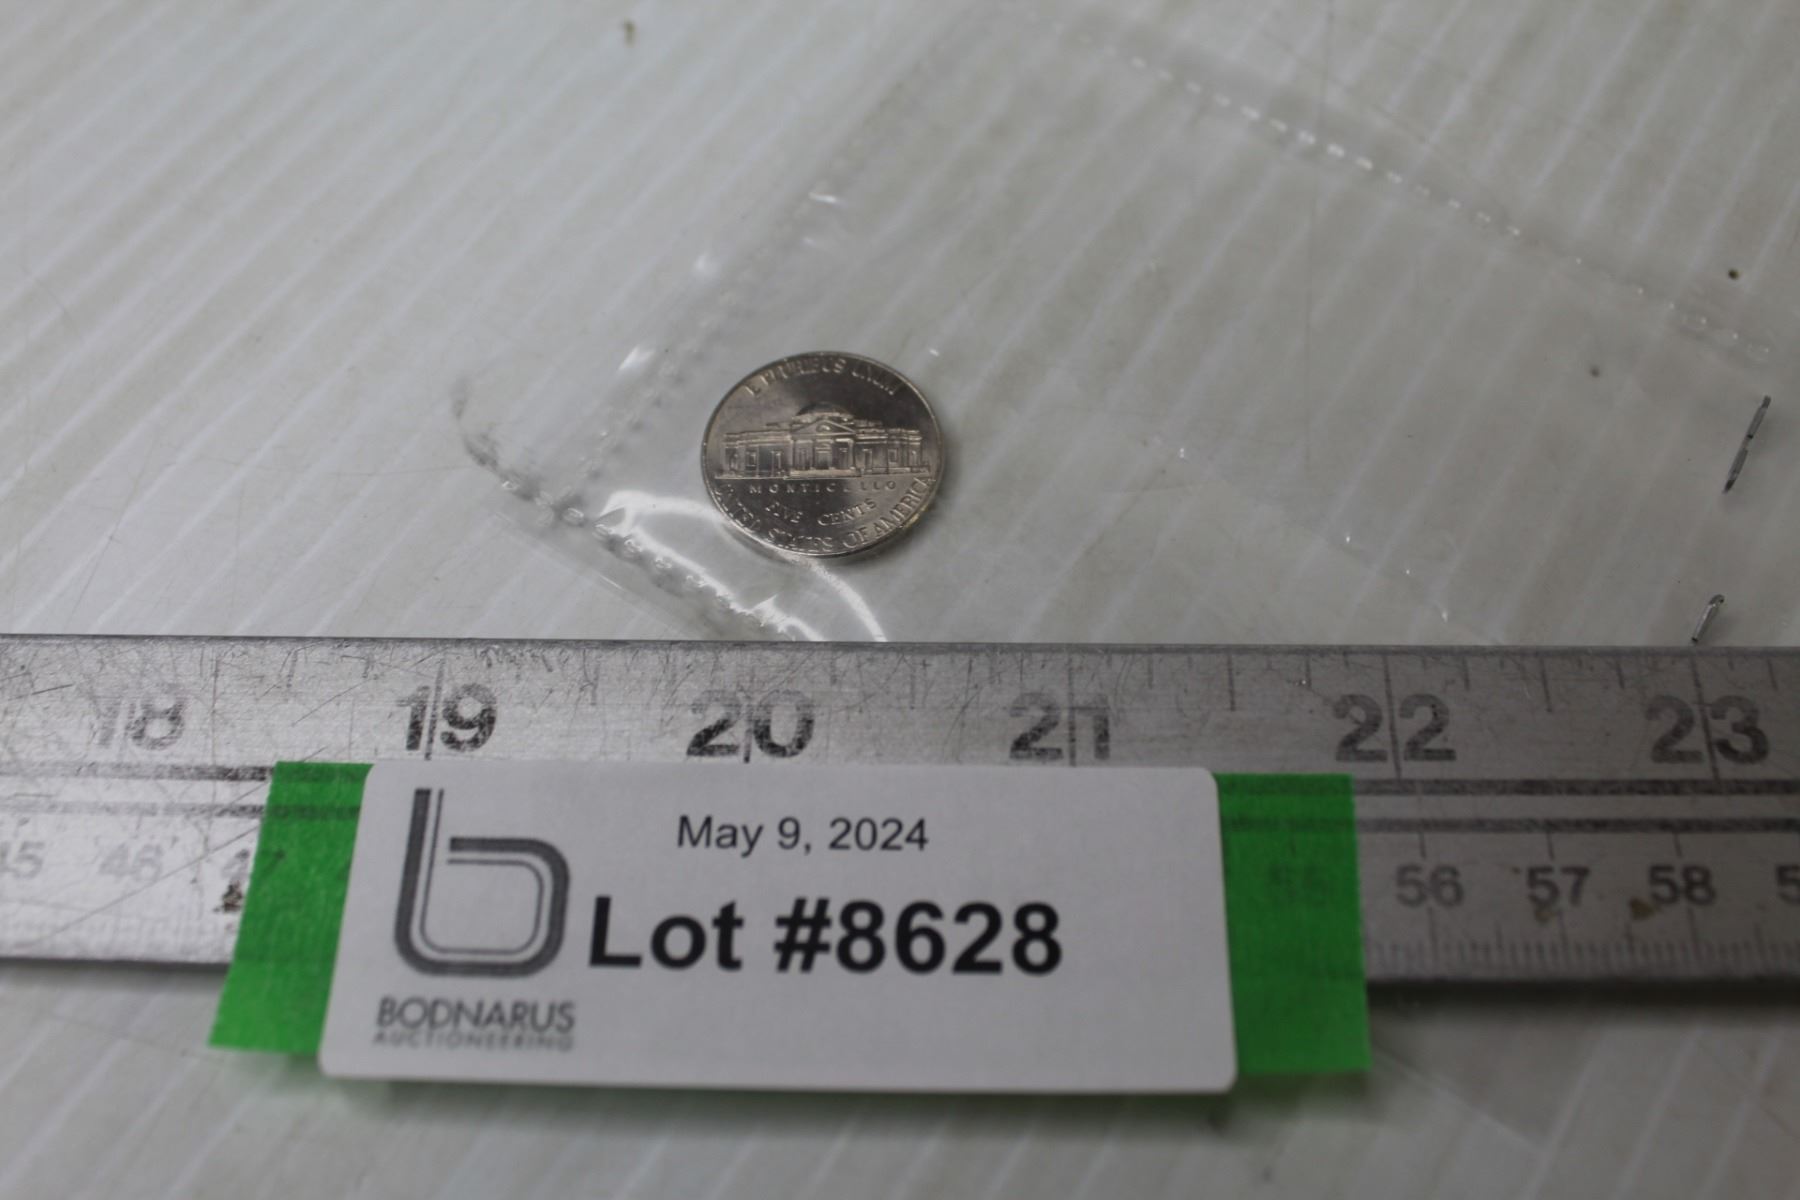 E PLURIBUS UNUM
MONTICELLO
FIVE CENTS
UNITED STATES OF AMERICA
18 19 20 21 22 23
May 9, 2024
Lot #8628
BODNARUS
AUCTIONEERING
45 46 47 55 56 57 58